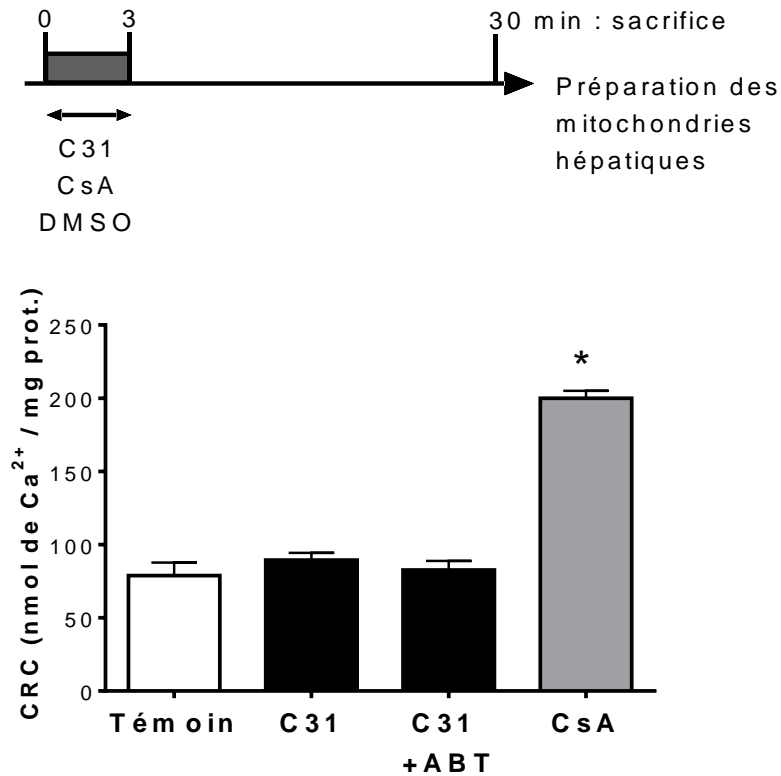 0 3 30 min : sacrifice
Préparation des
mitochondries
hépatiques
C31
CsA
DMSO
CRC (nmol de Ca²⁺ / mg prot.)
250
200
150
100
50
0
*
Témoin C31 C31 CsA
+ABT